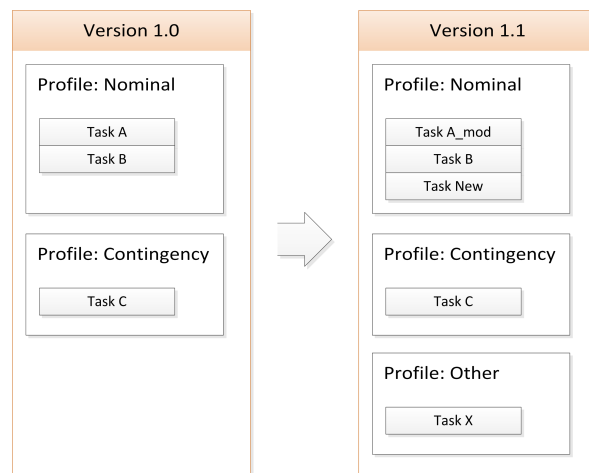 Version 1.0
Profile: Nominal
Task A
Task B
Profile: Contingency
Task C
Version 1.1
Profile: Nominal
Task A_mod
Task B
Task New
Profile: Contingency
Task C
Profile: Other
Task X